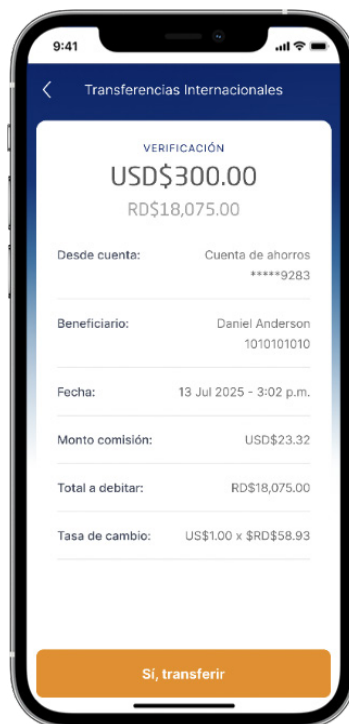 9:41
Transferencias Internacionales
VERIFICACIÓN
USD$300.00
RD$18,075.00
Desde cuenta: Cuenta de ahorros
*****9283
Beneficiario: Daniel Anderson
1010101010
Fecha: 13 Jul 2025 - 3:02 p.m.
Monto comisión: USD$23.32
Total a debitar: RD$18,075.00
Tasa de cambio: US$1.00 x $RD$58.93
Sí, transferir